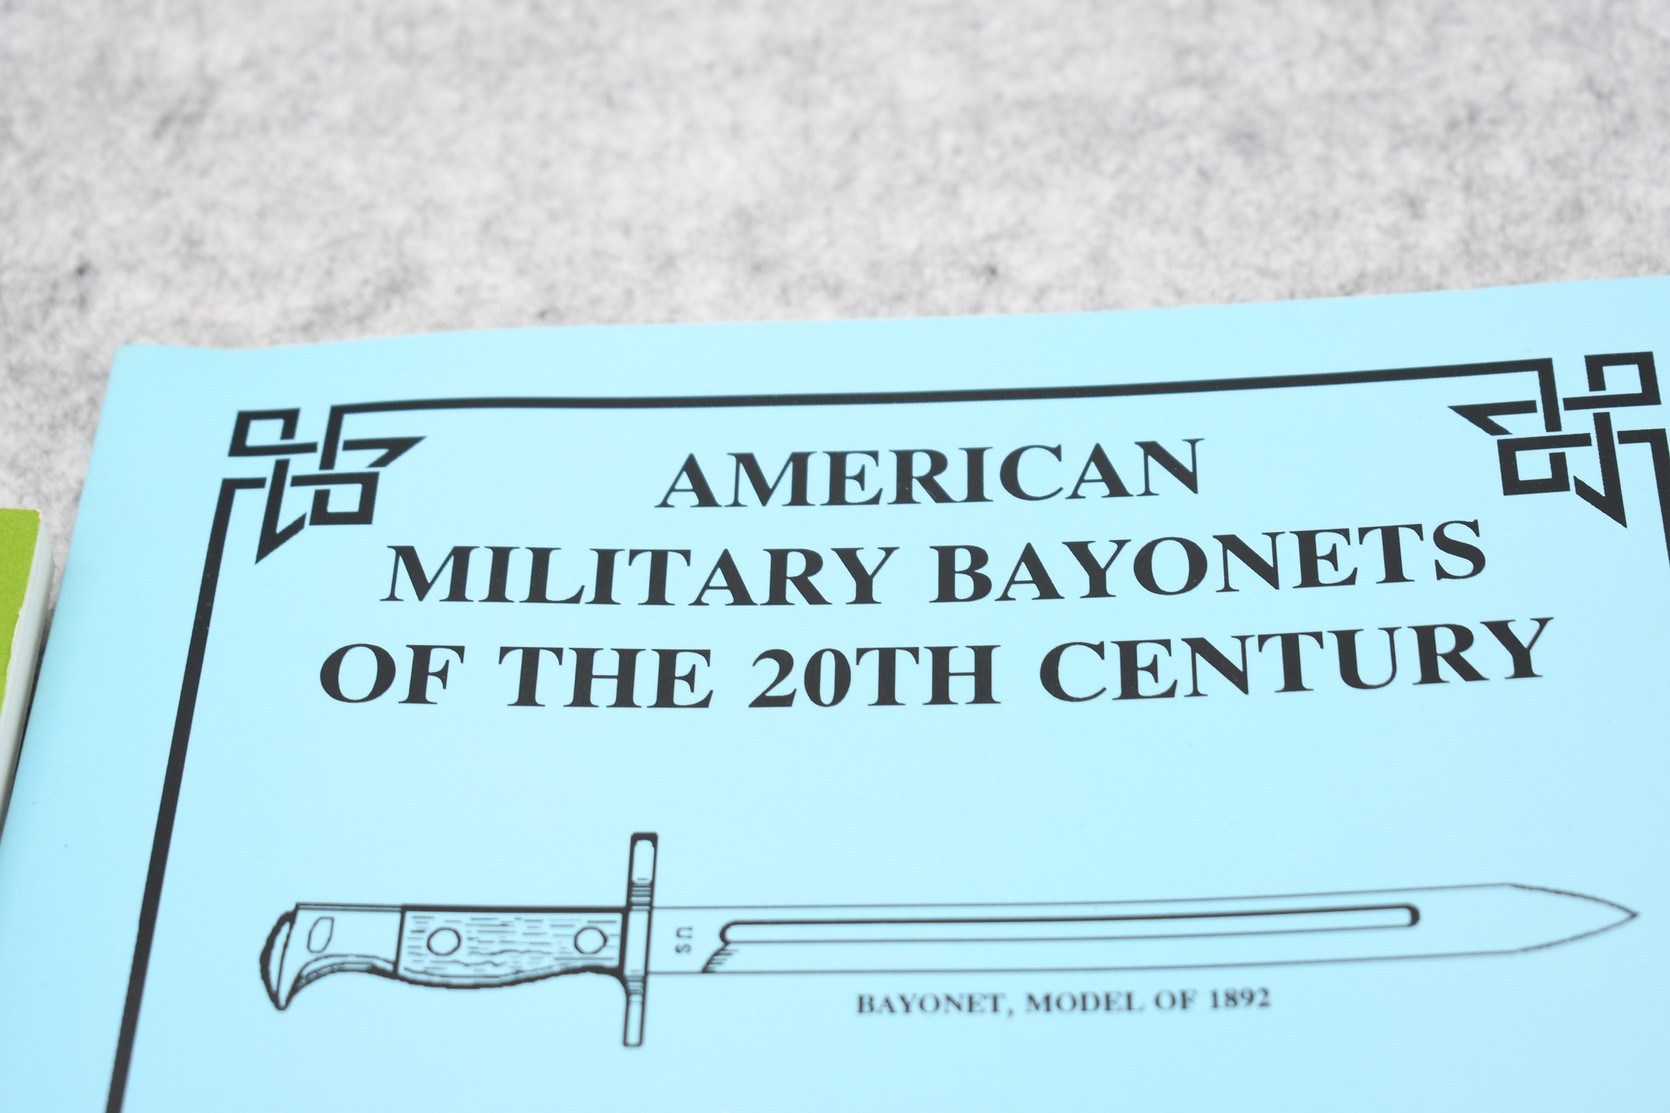 AMERICAN
MILITARY BAYONETS
OF THE 20TH CENTURY
US
BAYONET, MODEL OF 1892